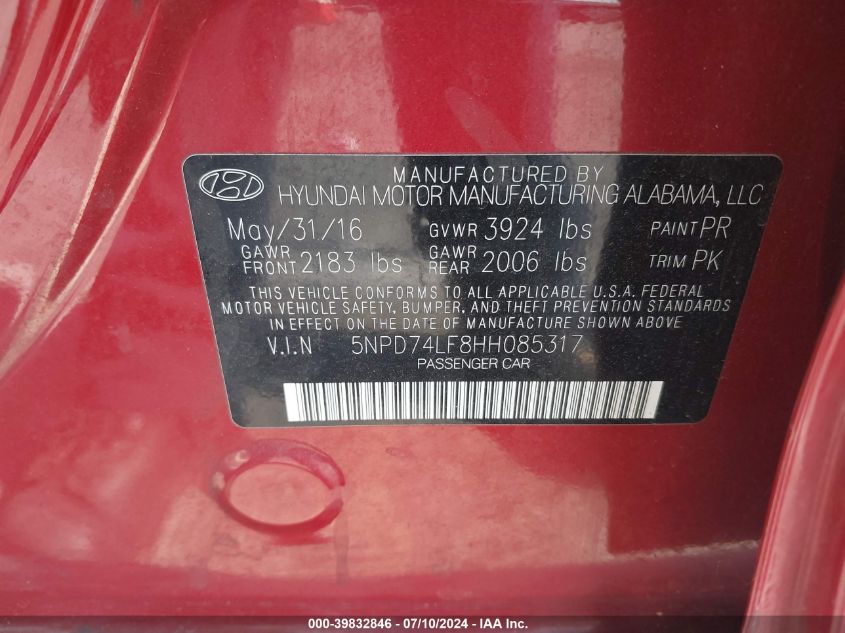 MANUFACTURED BY
HYUNDAI MOTOR MANUFACTURING ALABAMA, LLC
May/31/16 GVWR 3924 lbs PAINT PR
GAWR FRONT 2183 lbs GAWR REAR 2006 lbs TRIM PK
THIS VEHICLE CONFORMS TO ALL APPLICABLE U.S.A. FEDERAL
MOTOR VEHICLE SAFETY, BUMPER, AND THEFT PREVENTION STANDARDS
IN EFFECT ON THE DATE OF MANUFACTURE SHOWN ABOVE
V.I.N 5NPD74LF8HH085317
PASSENGER CAR
000-39832846 - 07/10/2024 - IAA Inc.